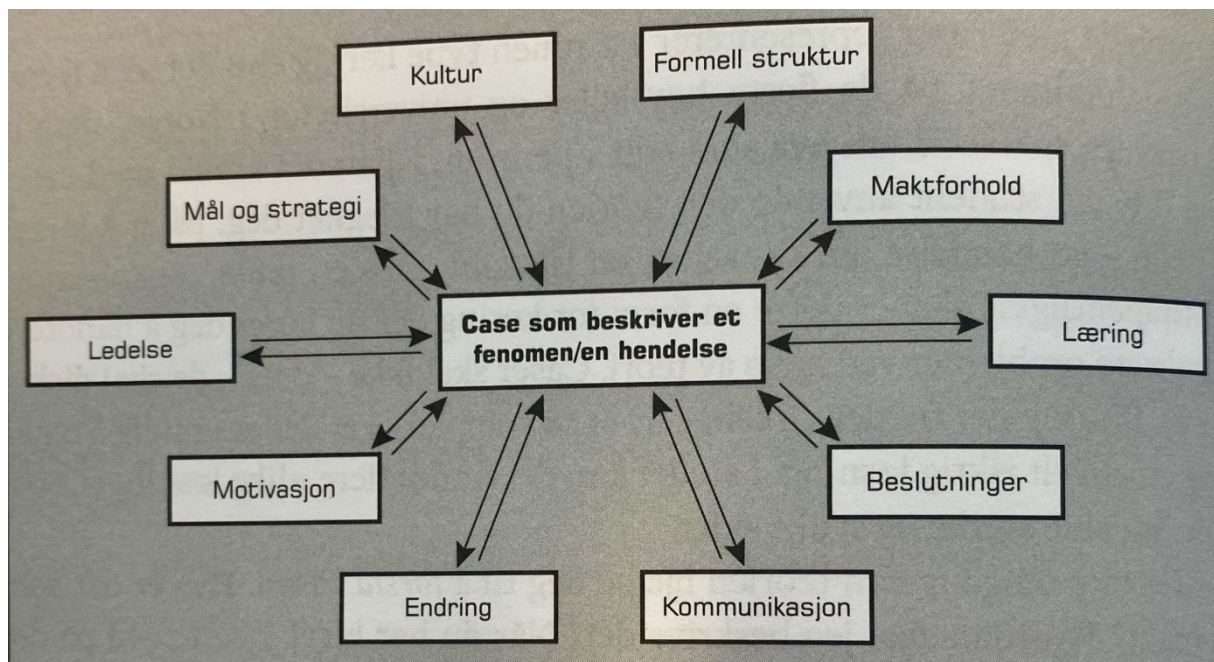 Kultur
Formell struktur
Mål og strategi
Maktforhold
Case som beskriver et
fenomen/en hendelse
Ledelse
Læring
Motivasjon
Beslutninger
Endring
Kommunikasjon